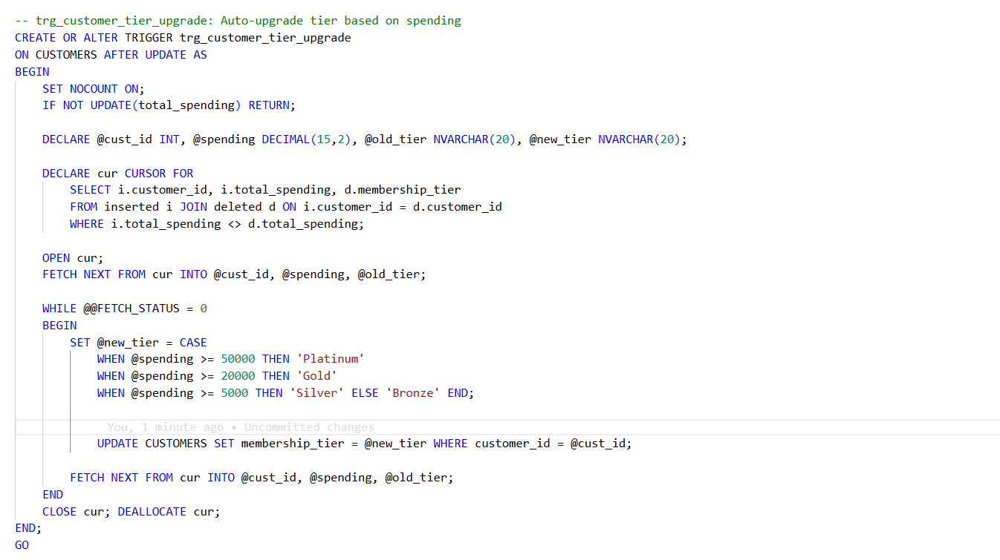 -- trg_customer_tier_upgrade: Auto-upgrade tier based on spending
CREATE OR ALTER TRIGGER trg_customer_tier_upgrade
ON CUSTOMERS AFTER UPDATE AS
BEGIN
    SET NOCOUNT ON;
    IF NOT UPDATE(total_spending) RETURN;

    DECLARE @cust_id INT, @spending DECIMAL(15,2), @old_tier NVARCHAR(20), @new_tier NVARCHAR(20);

    DECLARE cur CURSOR FOR
        SELECT i.customer_id, i.total_spending, d.membership_tier
        FROM inserted i JOIN deleted d ON i.customer_id = d.customer_id
        WHERE i.total_spending <> d.total_spending;

    OPEN cur;
    FETCH NEXT FROM cur INTO @cust_id, @spending, @old_tier;

    WHILE @@FETCH_STATUS = 0
    BEGIN
        SET @new_tier = CASE
            WHEN @spending >= 50000 THEN 'Platinum'
            WHEN @spending >= 20000 THEN 'Gold'
            WHEN @spending >= 5000 THEN 'Silver' ELSE 'Bronze' END;

            You, 1 minute ago • Uncommitted changes
            UPDATE CUSTOMERS SET membership_tier = @new_tier WHERE customer_id = @cust_id;

        FETCH NEXT FROM cur INTO @cust_id, @spending, @old_tier;
    END
    CLOSE cur; DEALLOCATE cur;
END;
GO